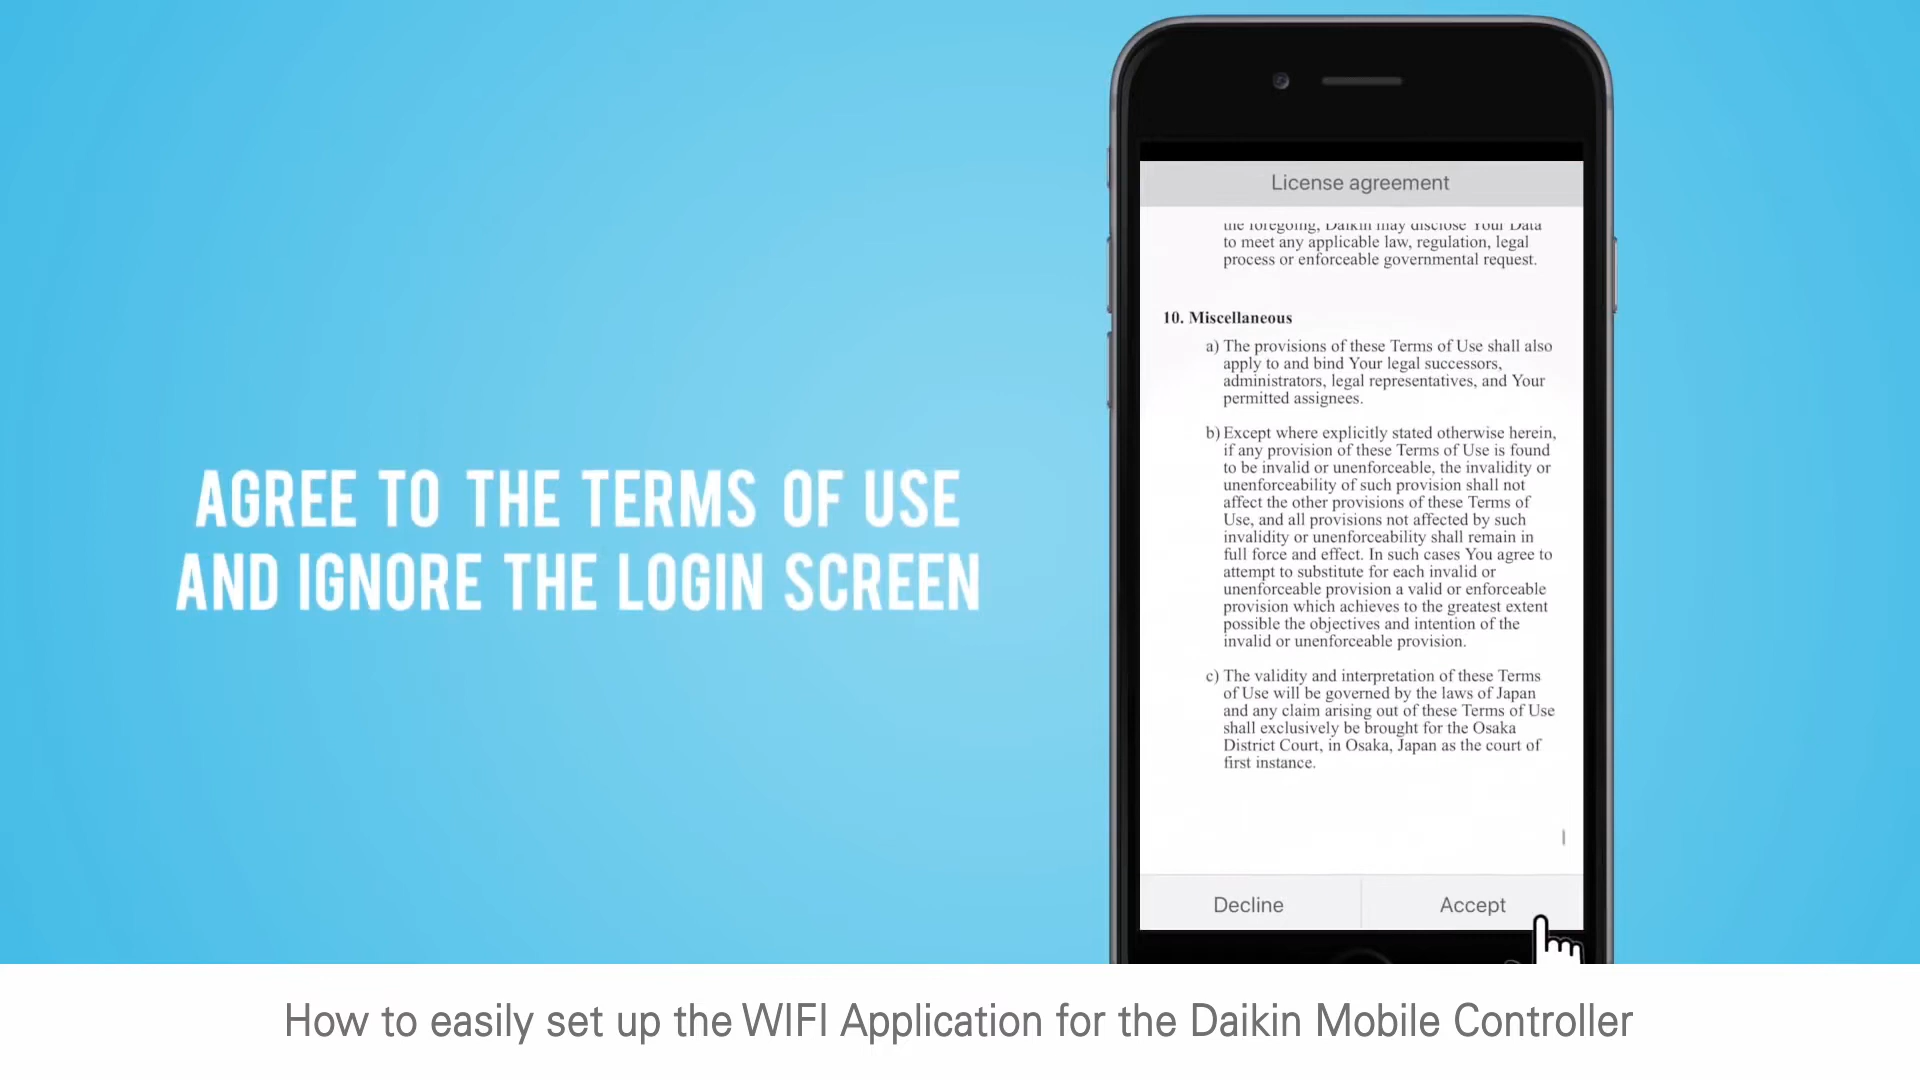 AGREE TO THE TERMS OF USE
AND IGNORE THE LOGIN SCREEN
License agreement
the foregoing, Daikin may disclose Your Data
to meet any applicable law, regulation, legal
process or enforceable governmental request.
10. Miscellaneous
a) The provisions of these Terms of Use shall also
apply to and bind Your legal successors,
administrators, legal representatives, and Your
permitted assignees.
b) Except where explicitly stated otherwise herein,
if any provision of these Terms of Use is found
to be invalid or unenforceable, the invalidity or
unenforceability of such provision shall not
affect the other provisions of these Terms of
Use, and all provisions not affected by such
invalidity or unenforceability shall remain in
full force and effect. In such cases You agree to
attempt to substitute for each invalid or
unenforceable provision a valid or enforceable
provision which achieves to the greatest extent
possible the objectives and intention of the
invalid or unenforceable provision.
c) The validity and interpretation of these Terms
of Use will be governed by the laws of Japan
and any claim arising out of these Terms of Use
shall exclusively be brought for the Osaka
District Court, in Osaka, Japan as the court of
first instance.
Decline
Accept
How to easily set up the WIFI Application for the Daikin Mobile Controller